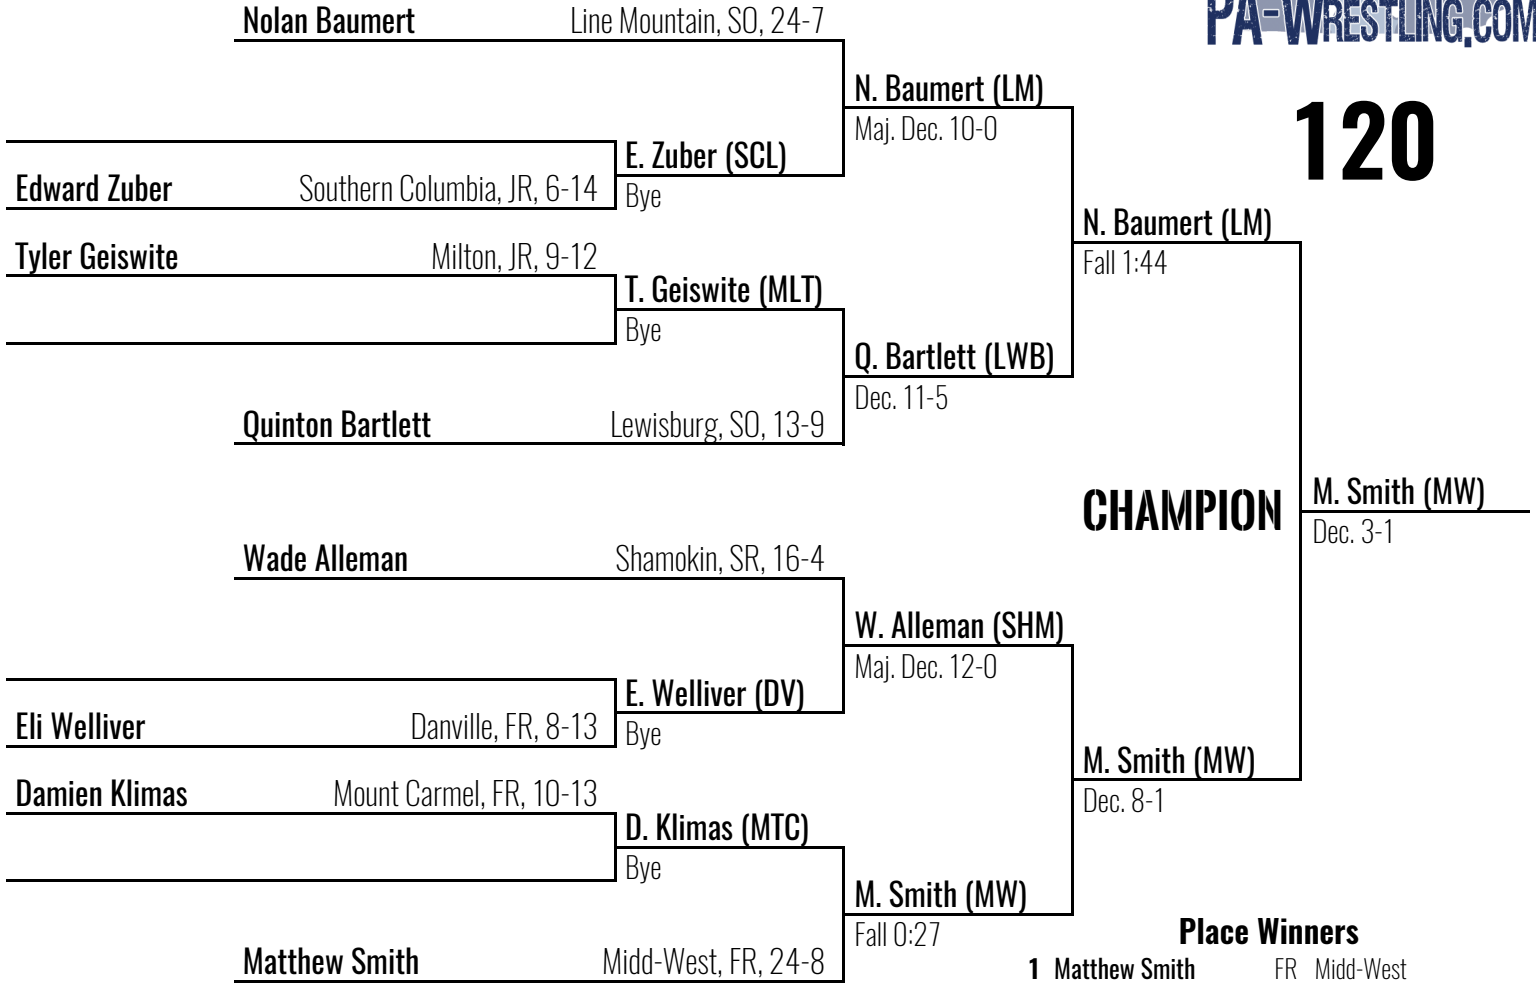 Nolan Baumert Line Mountain, SO, 24-7
PA-WRESTLING.COM
N. Baumert (LM)
Maj. Dec. 10-0
120
E. Zuber (SCL)
Edward Zuber Southern Columbia, JR, 6-14
Bye
N. Baumert (LM)
Fall 1:44
Tyler Geiswite Milton, JR, 9-12
T. Geiswite (MLT)
Bye
Q. Bartlett (LWB)
Dec. 11-5
Quinton Bartlett Lewisburg, SO, 13-9
CHAMPION
M. Smith (MW)
Dec. 3-1
Wade Alleman Shamokin, SR, 16-4
W. Alleman (SHM)
Maj. Dec. 12-0
E. Welliver (DV)
Eli Welliver Danville, FR, 8-13
Bye
M. Smith (MW)
Dec. 8-1
Damien Klimas Mount Carmel, FR, 10-13
D. Klimas (MTC)
Bye
M. Smith (MW)
Fall 0:27
Matthew Smith Midd-West, FR, 24-8
Place Winners
1 Matthew Smith FR Midd-West